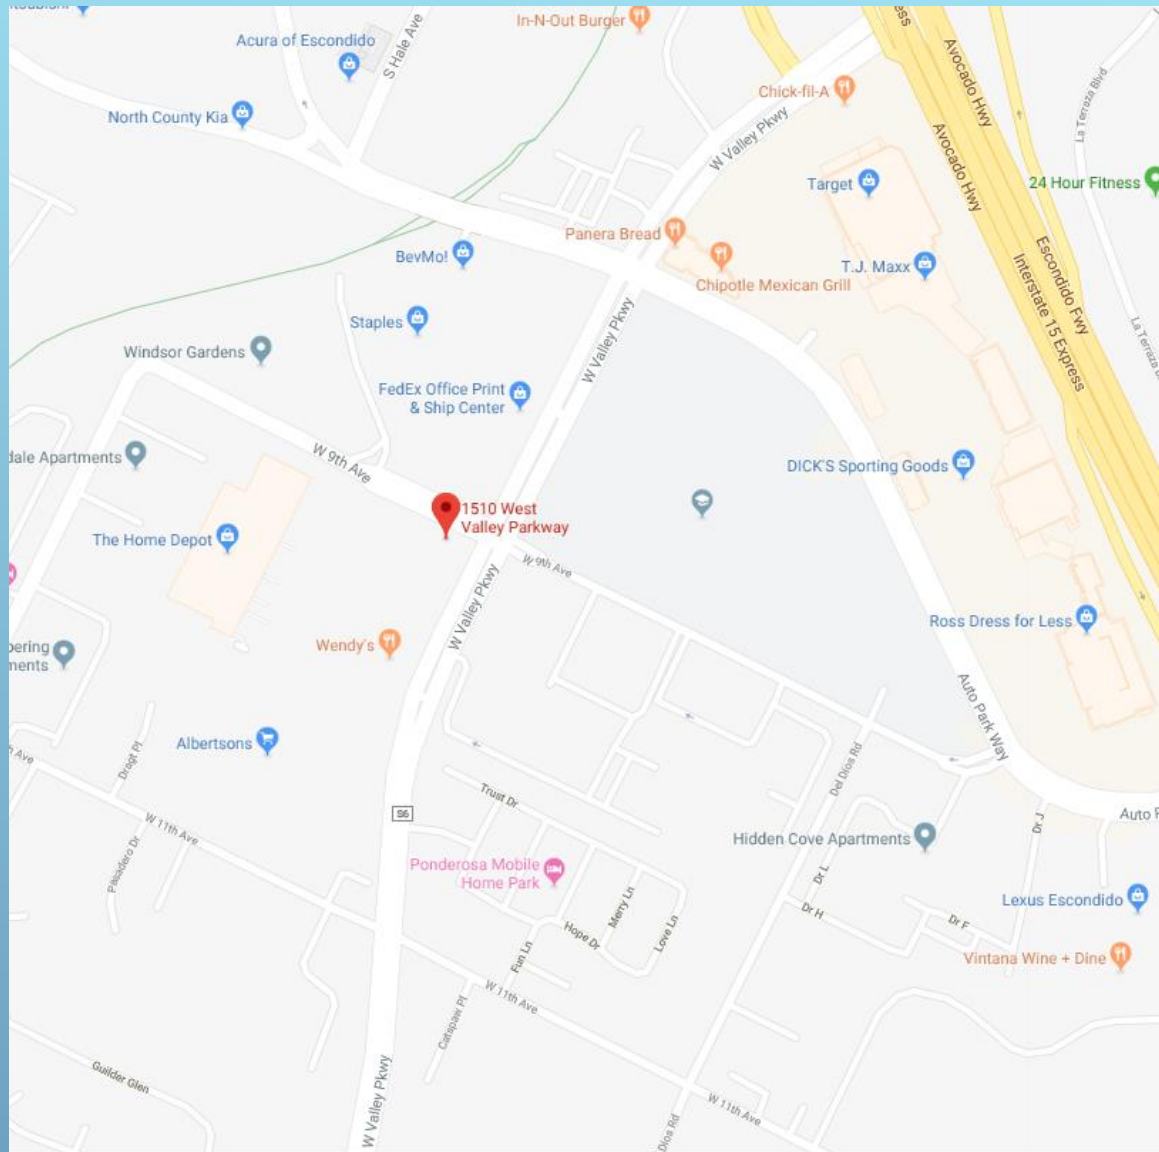 In-N-Out Burger
Acura of Escondido
S Hale Ave
Avocado Hwy
Chick-fil-A
La Terraza Blvd
North County Kia
W Valley Pkwy
Avocado Hwy
Target
24 Hour Fitness
Panera Bread
BevMo!
T.J. Maxx
Chipotle Mexican Grill
Escondido Fwy
Interstate 15 Express
Staples
W Valley Pkwy
La Terraza
Windsor Gardens
FedEx Office Print
& Ship Center
W 9th Ave
dale Apartments
DICK'S Sporting Goods
1510 West
Valley Parkway
The Home Depot
W 9th Ave
W Valley Pkwy
Ross Dress for Less
Wendy's
pering
ments
Auto Park Way
Albertsons
Dragt Pl
Del Dios Rd
h Ave
Trust Dr
S6
Auto P
W 11th Ave
Hidden Cove Apartments
Dr J
Pasadero Dr
Ponderosa Mobile
Home Park
Dr L
Merry Ln
Lexus Escondido
Dr H
Dr F
Hope Dr
Love Ln
Fun Ln
Vintana Wine + Dine
W 11th Ave
Catspaw Pl
Guilder Glen
W Valley Pkwy
W 11th Ave
Dios Rd